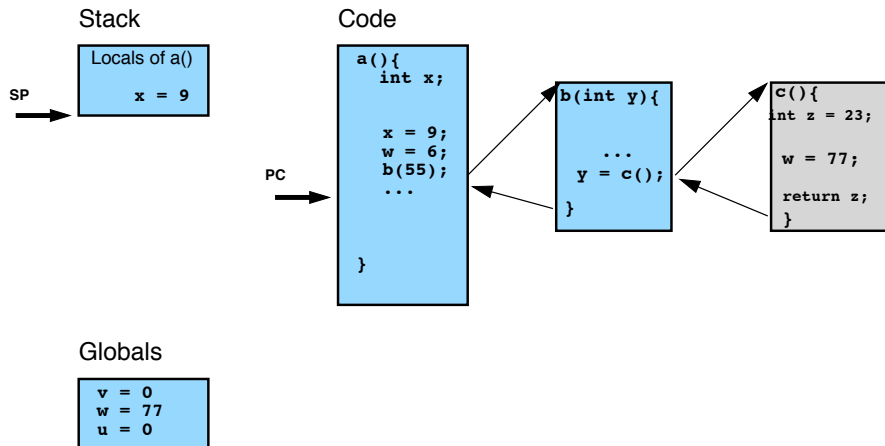 Stack
Locals of a()
x = 9
SP
Code
a(){
int x;
x = 9;
w = 6;
b(55);
...
}
PC
b(int y){
...
y = c();
}
c(){
int z = 23;
w = 77;
return z;
}
Globals
v = 0
w = 77
u = 0